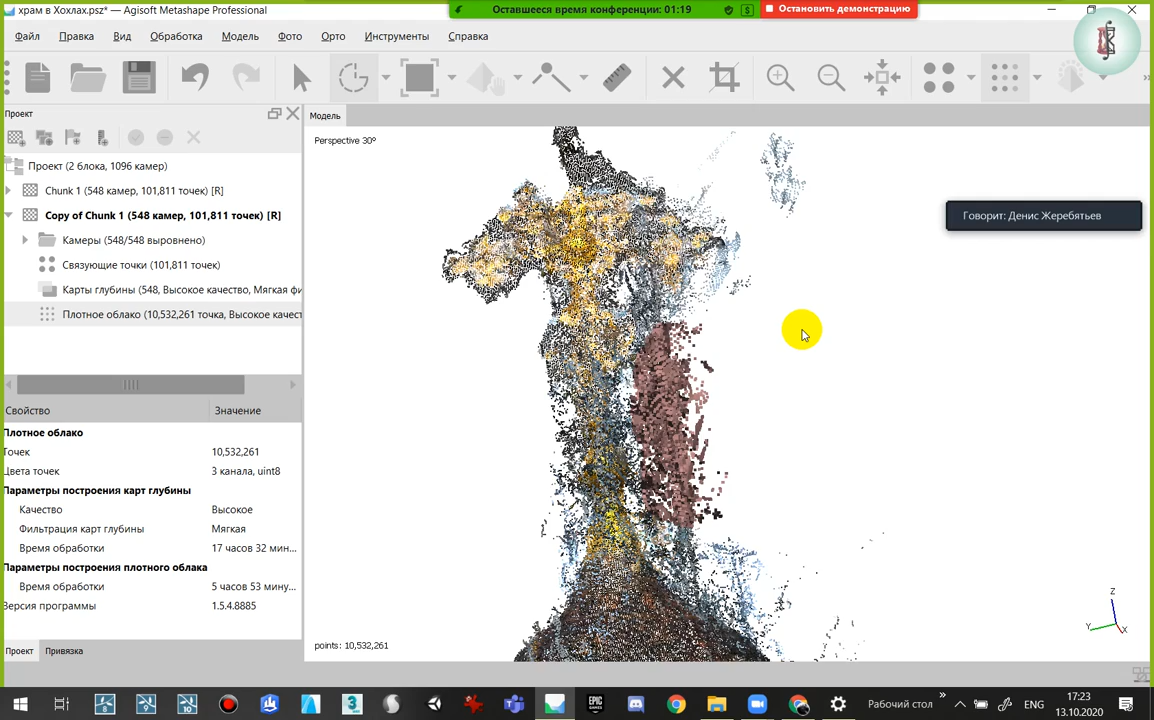 храм в Хохлах.psz* — Agisoft Metashape Professional
Оставшееся время конференции: 01:19
Остановить демонстрацию
Файл Правка Вид Обработка Модель Фото Орто Инструменты Справка
Проект
Модель
Perspective 30°
Проект (2 блока, 1096 камер)
Chunk 1 (548 камер, 101,811 точек) [R]
Copy of Chunk 1 (548 камер, 101,811 точек) [R]
Говорит: Денис Жеребятьев
Камеры (548/548 выровнено)
Связующие точки (101,811 точек)
Карты глубины (548, Высокое качество, Мягкая фи
Плотное облако (10,532,261 точка, Высокое качест
Свойство Значение
Плотное облако
Точек 10,532,261
Цвета точек 3 канала, uint8
Параметры построения карт глубины
Качество Высокое
Фильтрация карт глубины Мягкая
Время обработки 17 часов 32 мин...
Параметры построения плотного облака
Время обработки 5 часов 53 мину...
Версия программы 1.5.4.8885
points: 10,532,261
Z
Y X
Проект Привязка
8 9 10 3
EPIC GAMES
Рабочий стол
ENG
17:23
13.10.2020